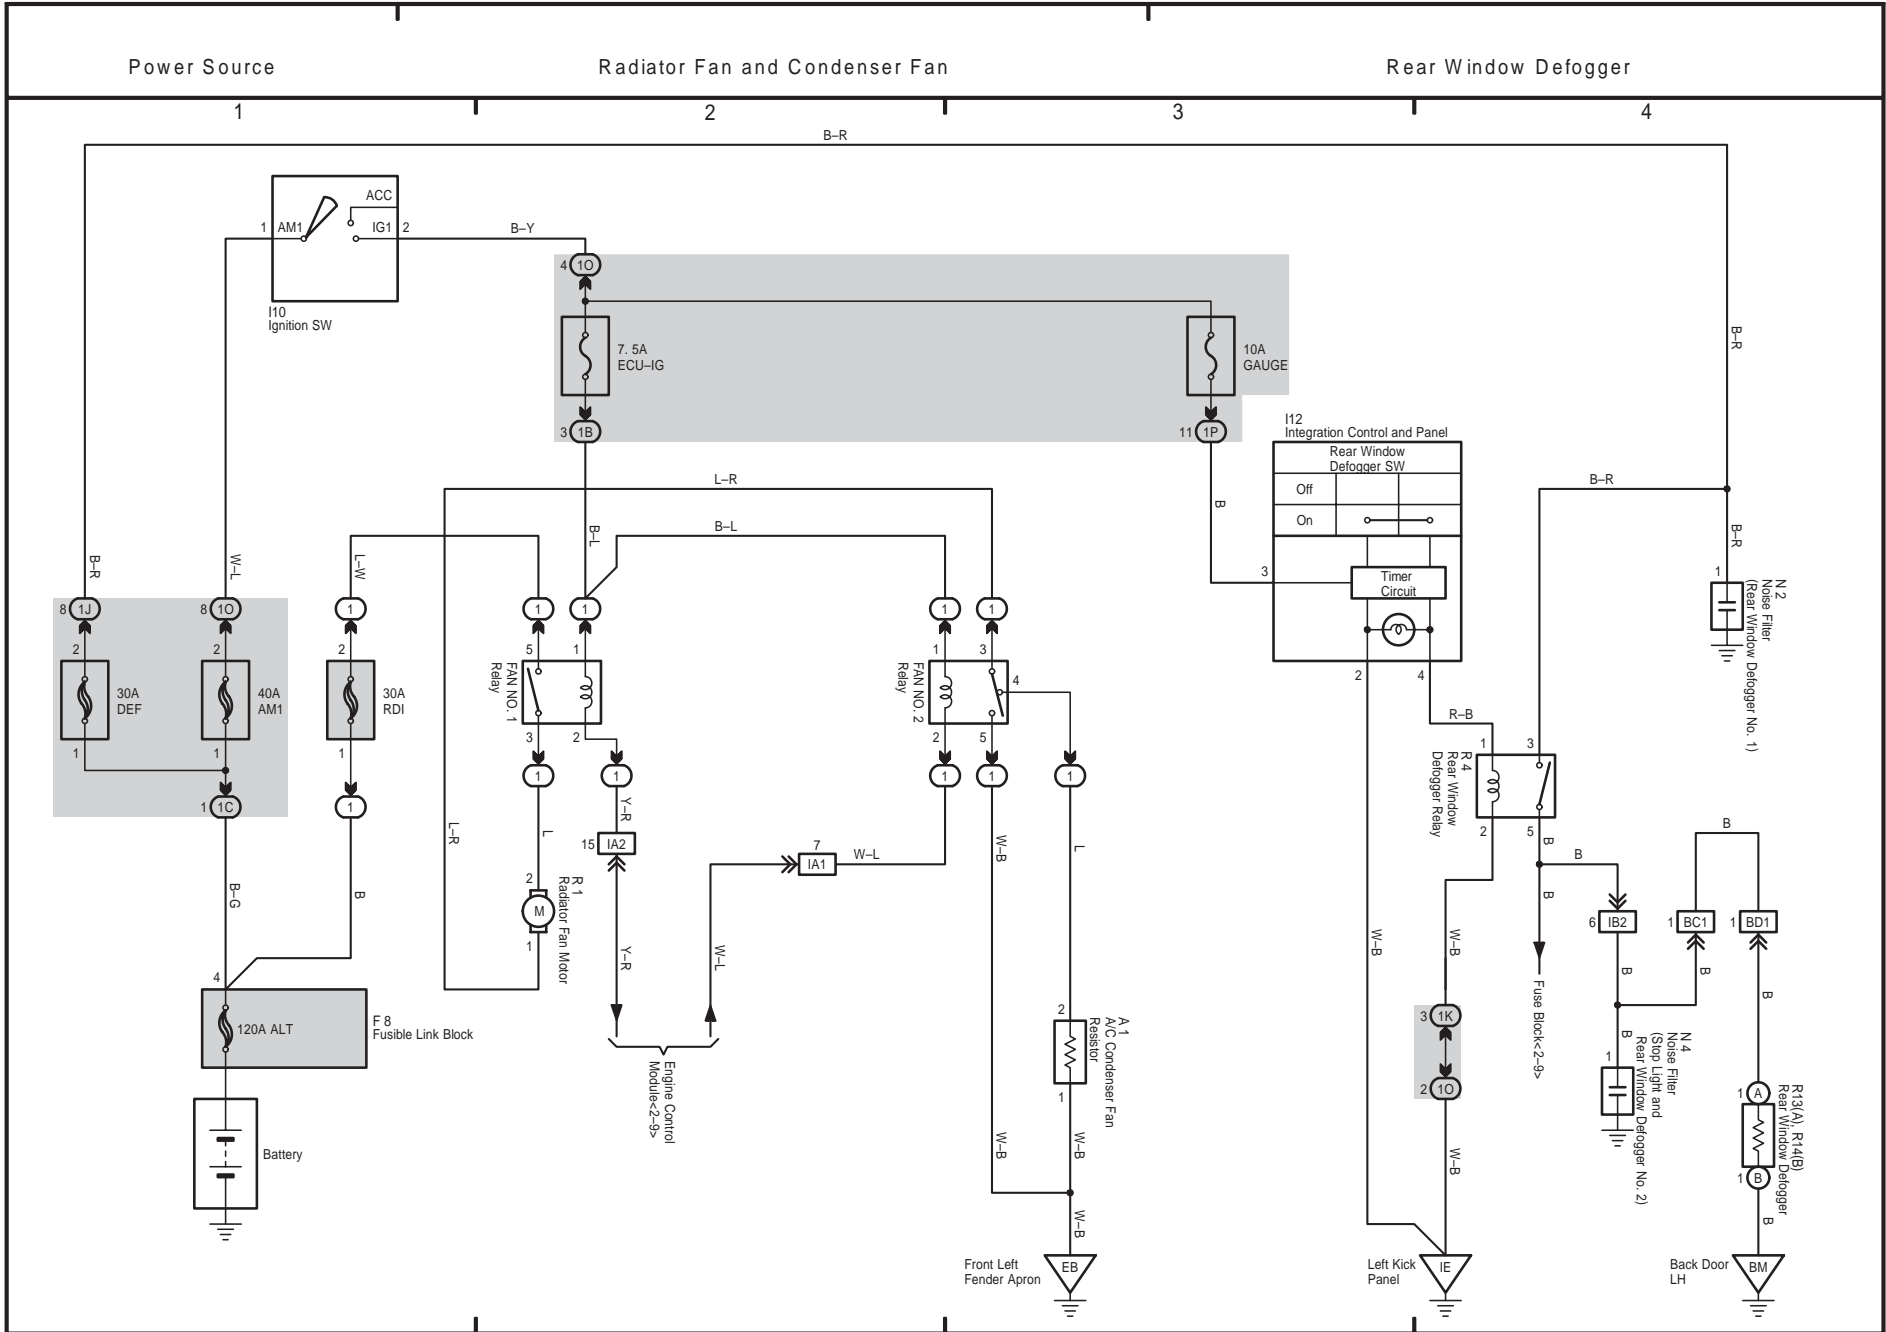 Power Source
Radiator Fan and Condenser Fan
Rear Window Defogger
1
2
3
4
B–R
ACC
1
AM1
IG1
2
B–Y
I10
Ignition SW
4
1O
7. 5A
ECU–IG
10A
GAUGE
B–R
3
1B
11
1P
I12
Integration Control and Panel
Rear Window
Defogger SW
Off
On
L–R
B–R
B
B–L
B–L
B–R
B–R
W–L
L–W
3
Timer
Circuit
1
N 2
Noise Filter
(Rear Window Defogger No. 1)
8
1J
8
1O
1
1
1
1
1
2
2
2
5
1
1
3
30A
DEF
40A
AM1
30A
RDI
FAN NO. 1
Relay
FAN NO. 2
Relay
4
2
4
1
1
1
3
2
2
5
R–B
1
3
1
1C
1
1
1
1
1
1
R 4
Rear Window
Defogger Relay
2
5
Y–R
L
L–R
15
IA2
7
IA1
W–L
W–B
L
B
B
B
B
B–G
B
2
M
1
R 1
Radiator Fan Motor
Y–R
W–L
W–B
W–B
6
IB2
1
BC1
1
BD1
B
B
B
Fuse Block<2–9>
4
120A ALT
F 8
Fusible Link Block
Engine Control
Module<2–9>
2
A 1
A/C Condenser Fan
Resistor
1
3
1K
2
1O
B
1
N 4
Noise Filter
(Stop Light and
Rear Window Defogger No. 2)
1
A
R13(A), R14(B)
Rear Window Defogger
1
B
Battery
W–B
W–B
W–B
W–B
B
Front Left
Fender Apron
EB
Left Kick
Panel
IE
Back Door
LH
BM